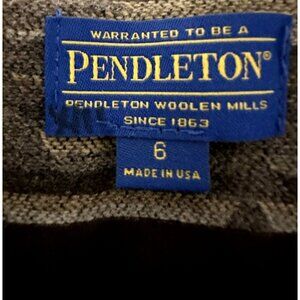 WARRANTED TO BE A
PENDLETON®
PENDLETON WOOLEN MILLS
SINCE 1863
6
MADE IN USA